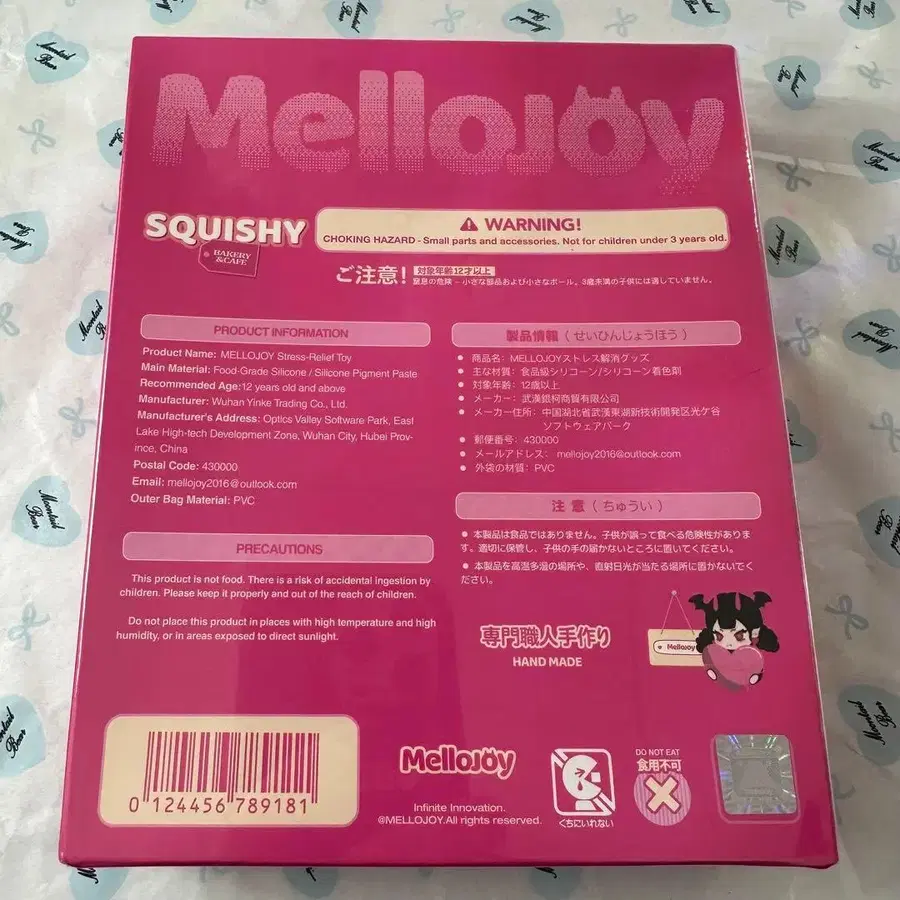 Mellojoy
SQUISHY
BAKERY
&CAFE
WARNING!
CHOKING HAZARD - Small parts and accessories. Not for children under 3 years old.
ご注意! 対象年齢12才以上
窒息の危険 - 小さな部品および小さなボール。3歳未満の子供には適していません。
PRODUCT INFORMATION
Product Name: MELLOJOY Stress-Relief Toy
Main Material: Food-Grade Silicone / Silicone Pigment Paste
Recommended Age:12 years old and above
Manufacturer: Wuhan Yinke Trading Co., Ltd.
Manufacturer's Address: Optics Valley Software Park, East
Lake High-tech Development Zone, Wuhan City, Hubei Prov-
ince, China
Postal Code: 430000
Email: mellojoy2016@outlook.com
Outer Bag Material: PVC
PRECAUTIONS
This product is not food. There is a risk of accidental ingestion by
children. Please keep it properly and out of the reach of children.
Do not place this product in places with high temperature and high
humidity, or in areas exposed to direct sunlight.
製品情報（せいひんじょうほう）
商品名: MELLOJOYストレス解消グッズ
主な材質: 食品級シリコーン/シリコーン着色剤
対象年齢: 12歳以上
メーカー: 武漢銀柯商貿有限公司
メーカー住所: 中国湖北省武漢東湖新技術開発区光ケ谷
ソフトウェアパーク
郵便番号: 430000
メールアドレス: mellojoy2016@outlook.com
外袋の材質: PVC
注意（ちゅうい）
本製品は食品ではありません。子供が誤って食べる危険性がありま
す。適切に保管し、子供の手の届かないところに置いてください。
本製品を高温多湿の場所や、直射日光が当たる場所に置かないでく
ださい。
専門職人手作り
HAND MADE
Mellojoy
0 124456 789181
Mellojoy
Infinite Innovation.
@MELLOJOY.All rights reserved.
くちにいれない
DO NOT EAT
食用不可
Moontail
Bear
Moontail
Bear
Moontail
Bear
Moontail
Bear